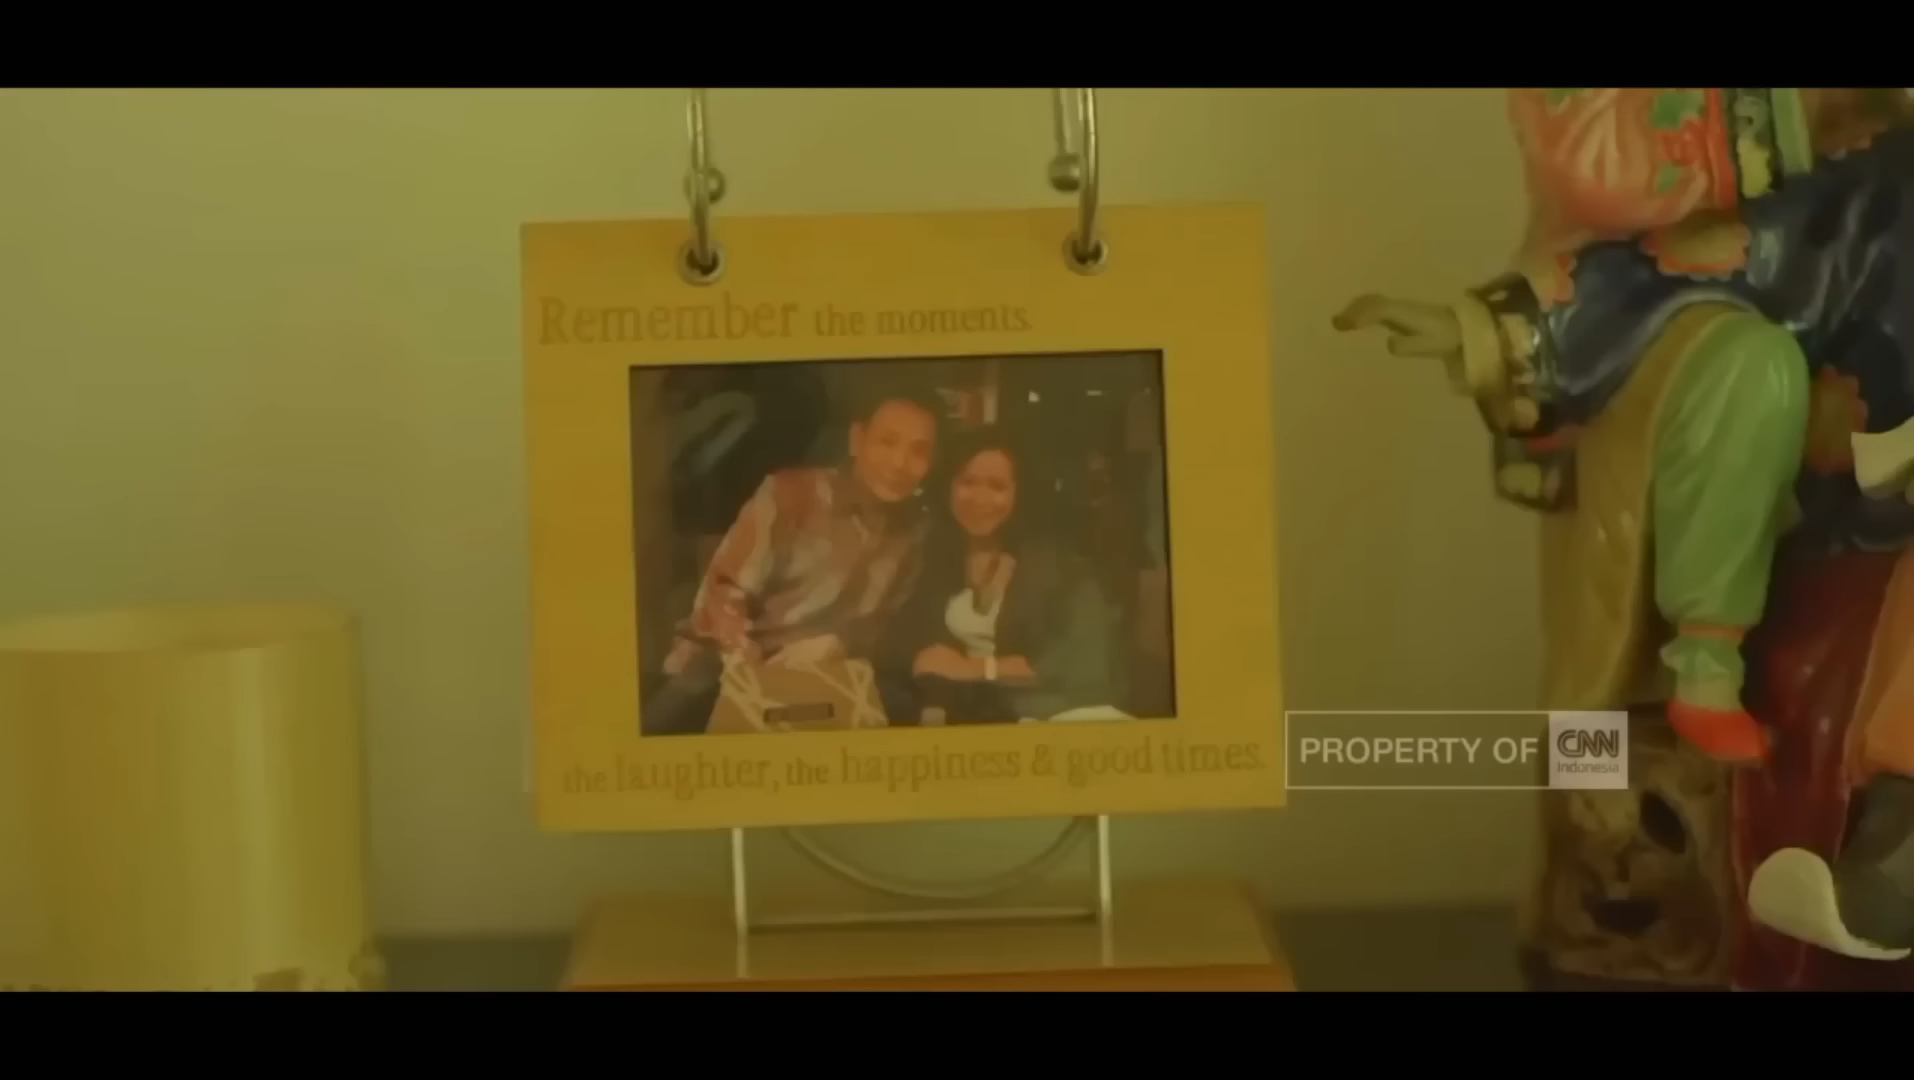 Remember the moments.
the laughter, the happiness & good times.
PROPERTY OF CNN Indonesia